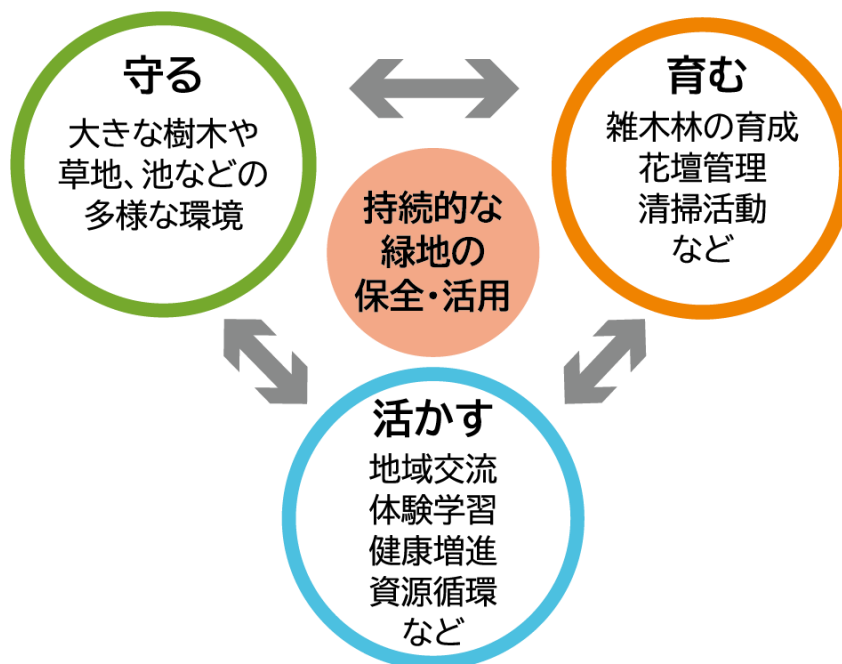 守る
大きな樹木や
草地、池などの
多様な環境
育む
雑木林の育成
花壇管理
清掃活動
など
持続的な
緑地の
保全・活用
活かす
地域交流
体験学習
健康増進
資源循環
など